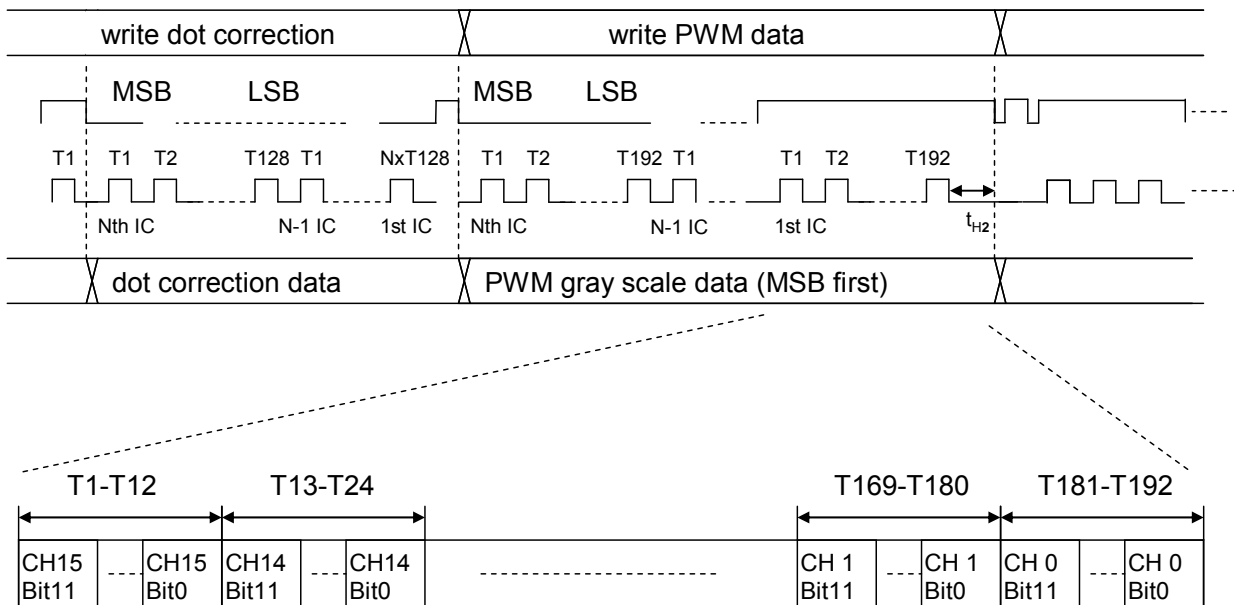 write dot correction write PWM data
MSB LSB MSB LSB
T1 T1 T2 T128 T1 NxT128 T1 T2 T192 T1 T1 T2 T192
Nth IC N-1 IC 1st IC Nth IC N-1 IC 1st IC tH2
dot correction data PWM gray scale data (MSB first)
T1-T12 T13-T24 T169-T180 T181-T192
CH15 CH15 CH14 CH14 CH 1 CH 1 CH 0 CH 0
Bit11 Bit0 Bit11 Bit0 Bit11 Bit0 Bit11 Bit0